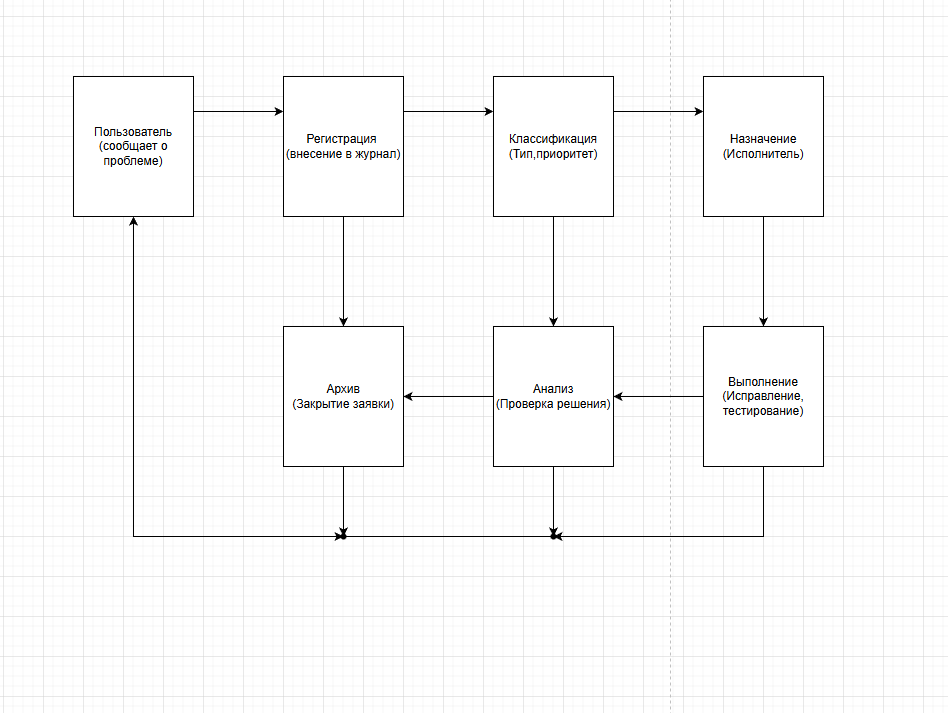 Пользователь
(сообщает о
проблеме)
Регистрация
(внесение в журнал)
Классификация
(Тип,приоритет)
Назначение
(Исполнитель)
Архив
(Закрытие заявки)
Анализ
(Проверка решения)
Выполнение
(Исправление,
тестирование)